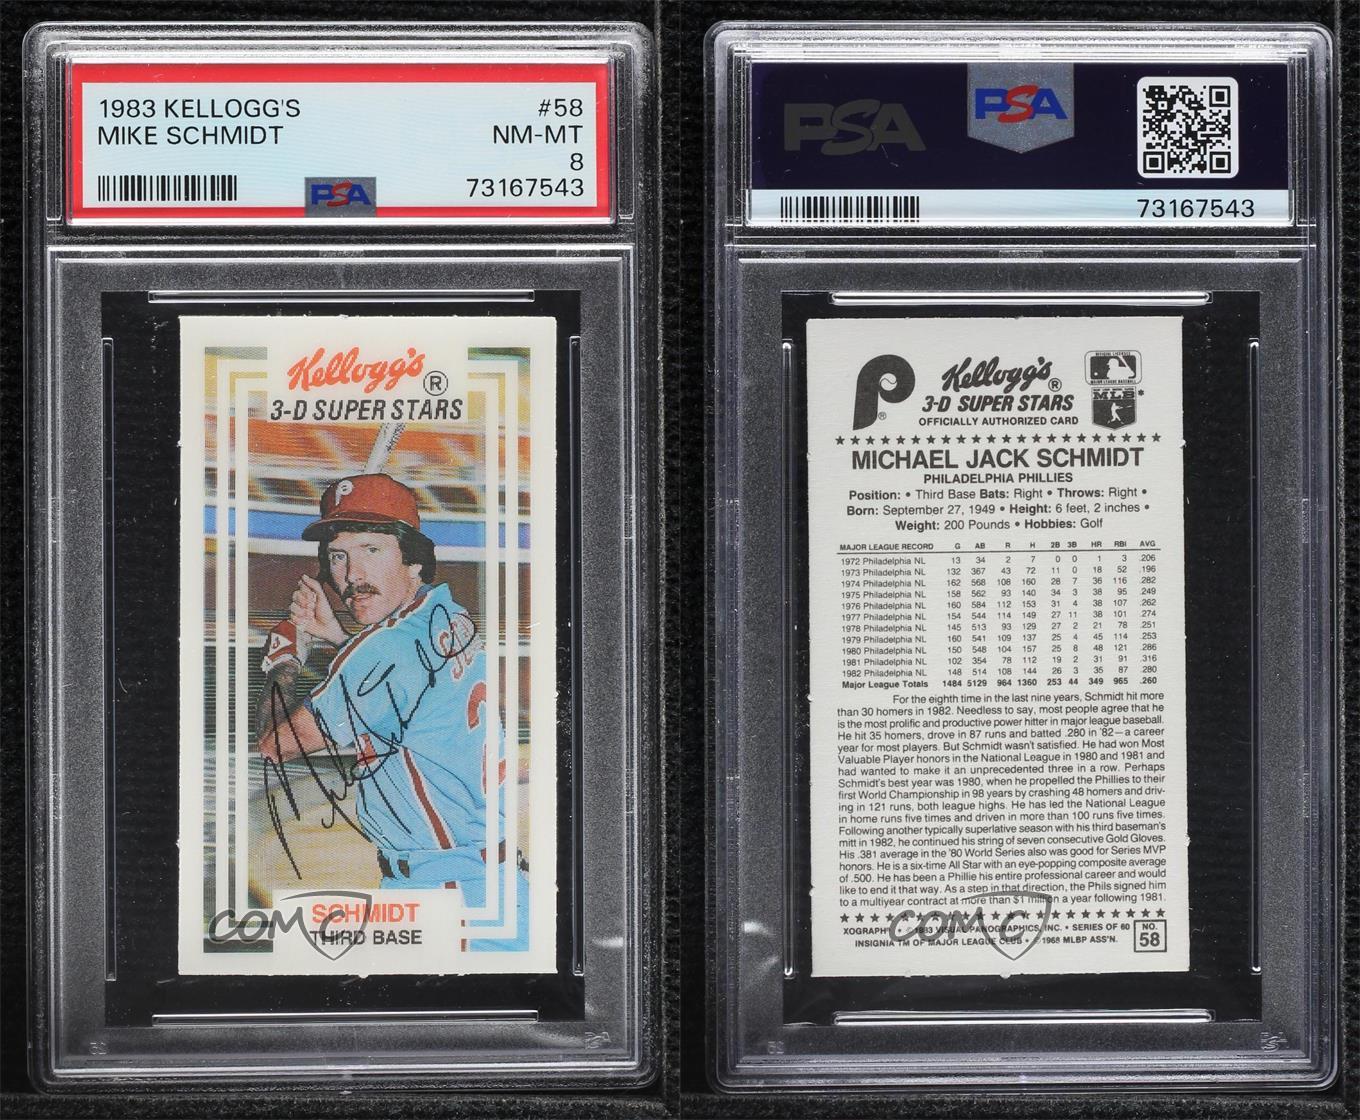 1983 KELLOGG'S #58
MIKE SCHMIDT NM-MT
8
73167543
PSA
Kellogg's ®
3-D SUPER STARS
P
Mike Schmidt
SCHMIDT
THIRD BASE
COMC
PSA
PSA
73167543
P ®
Kellogg's ®
3-D SUPER STARS
OFFICIALLY AUTHORIZED CARD
MLB*
MICHAEL JACK SCHMIDT
PHILADELPHIA PHILLIES
Position: • Third Base Bats: Right • Throws: Right •
Born: September 27, 1949 • Height: 6 feet, 2 inches •
Weight: 200 Pounds • Hobbies: Golf
MAJOR LEAGUE RECORD G AB R H 2B 3B HR RBI AVG
1972 Philadelphia NL 13 34 2 7 0 0 1 3 .206
1973 Philadelphia NL 132 367 43 72 11 0 18 52 .196
1974 Philadelphia NL 162 568 108 160 28 7 36 116 .282
1975 Philadelphia NL 158 562 93 140 34 3 38 95 .249
1976 Philadelphia NL 160 584 112 153 31 4 38 107 .262
1977 Philadelphia NL 154 544 114 149 27 11 38 101 .274
1978 Philadelphia NL 145 513 93 129 27 2 21 78 .251
1979 Philadelphia NL 160 541 109 137 25 4 45 114 .253
1980 Philadelphia NL 150 548 104 157 25 8 48 121 .286
1981 Philadelphia NL 102 354 78 112 19 2 31 91 .316
1982 Philadelphia NL 148 514 108 144 26 3 35 87 .280
Major League Totals 1484 5129 964 1360 253 44 349 965 .260
For the eighth time in the last nine years, Schmidt hit more
than 30 homers in 1982. Needless to say, most people agree that he
is the most prolific and productive power hitter in major league baseball.
He hit 35 homers, drove in 87 runs and batted .280 in '82—a career
year for most players. But Schmidt wasn't satisfied. He had won Most
Valuable Player honors in the National League in 1980 and 1981 and
had wanted to make it an unprecedented three in a row. Perhaps
Schmidt's best year was 1980, when he propelled the Phillies to their
first World Championship in 98 years by crashing 48 homers and driv-
ing in 121 runs, both league highs. He has led the National League
in home runs five times and driven in more than 100 runs five times.
Following another typically superlative season with his third baseman's
mitt in 1982, he continued his string of seven consecutive Gold Gloves.
His .381 average in the '80 World Series also was good for Series MVP
honors. He is a six-time All Star with an eye-popping composite average
of .500. He has been a Phillie his entire professional career and would
like to end it that way. As a step in that direction, the Phils signed him
to a multiyear contract at more than $1 million a year following 1981.
XOGRAPH® • ©1983 VISUAL PANOGRAPHICS, INC. • SERIES OF 60
INSIGNIA TM OF MAJOR LEAGUE CLUB • ©1968 MLBP ASS'N.
NO.
58
COMC